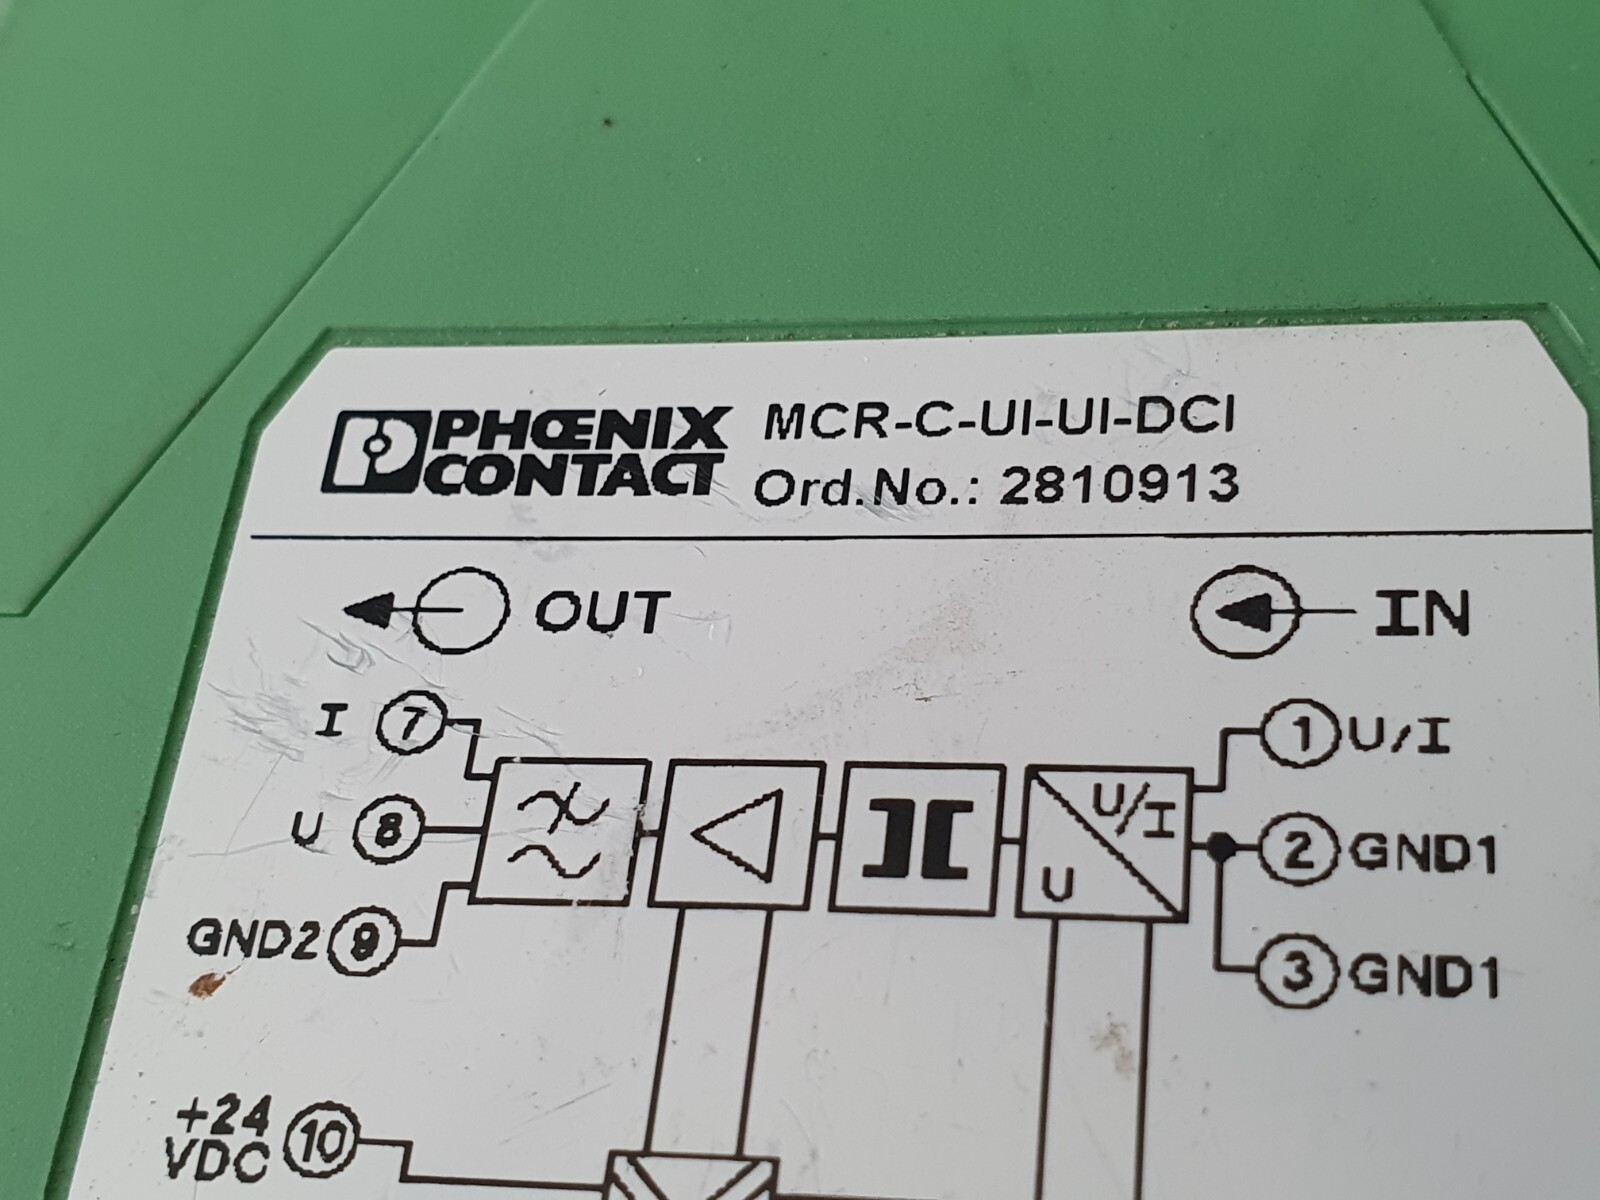 PHŒNIX CONTACT
MCR-C-UI-UI-DCI
Ord.No.: 2810913
OUT
IN
I 7
1 U/I
U 8
U/I
U
2 GND1
GND2 9
3 GND1
+24 VDC 10